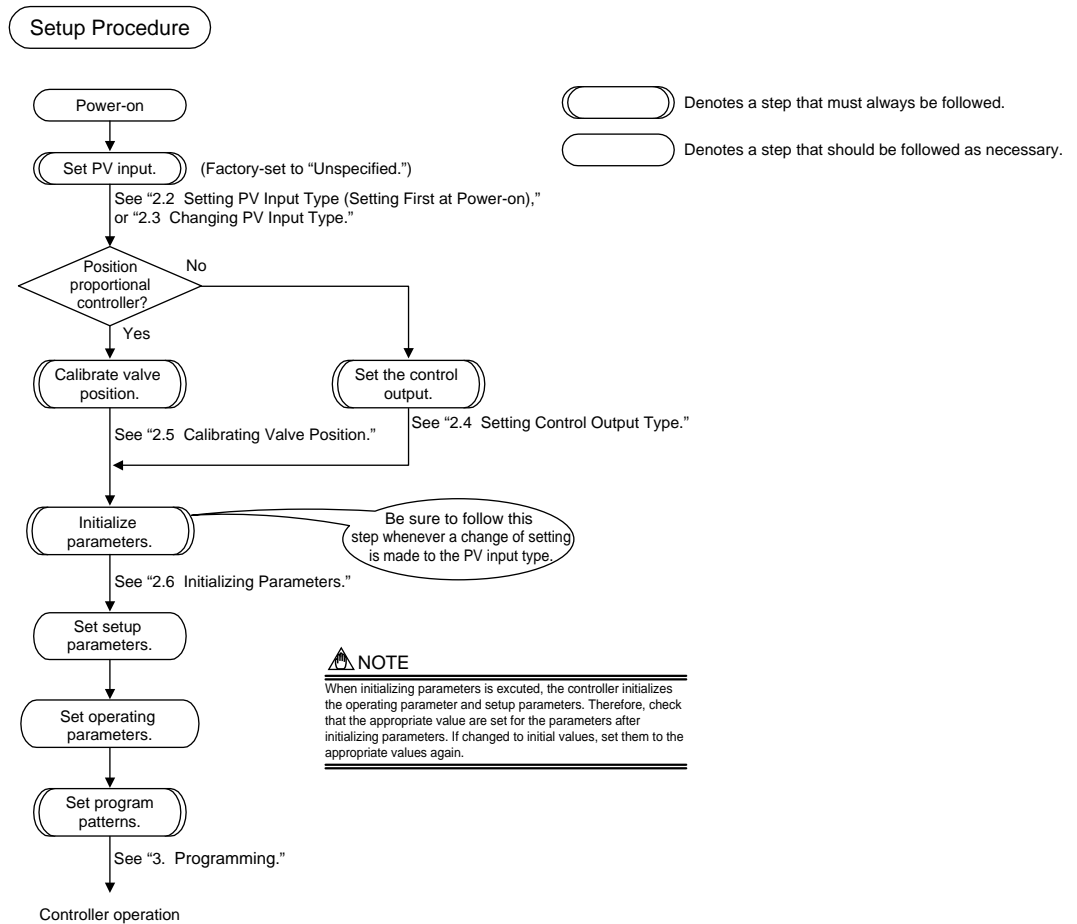 Setup Procedure
Power-on
Denotes a step that must always be followed.
Set PV input.
(Factory-set to “Unspecified.”)
Denotes a step that should be followed as necessary.
See “2.2 Setting PV Input Type (Setting First at Power-on),”
or “2.3 Changing PV Input Type.”
Position
proportional
controller?
No
Yes
Calibrate valve
position.
Set the control
output.
See “2.5 Calibrating Valve Position.”
See “2.4 Setting Control Output Type.”
Initialize
parameters.
Be sure to follow this
step whenever a change of setting
is made to the PV input type.
See “2.6 Initializing Parameters.”
Set setup
parameters.
NOTE
When initializing parameters is excuted, the controller initializes
the operating parameter and setup parameters. Therefore, check
that the appropriate value are set for the parameters after
initializing parameters. If changed to initial values, set them to the
appropriate values again.
Set operating
parameters.
Set program
patterns.
See “3. Programming.”
Controller operation